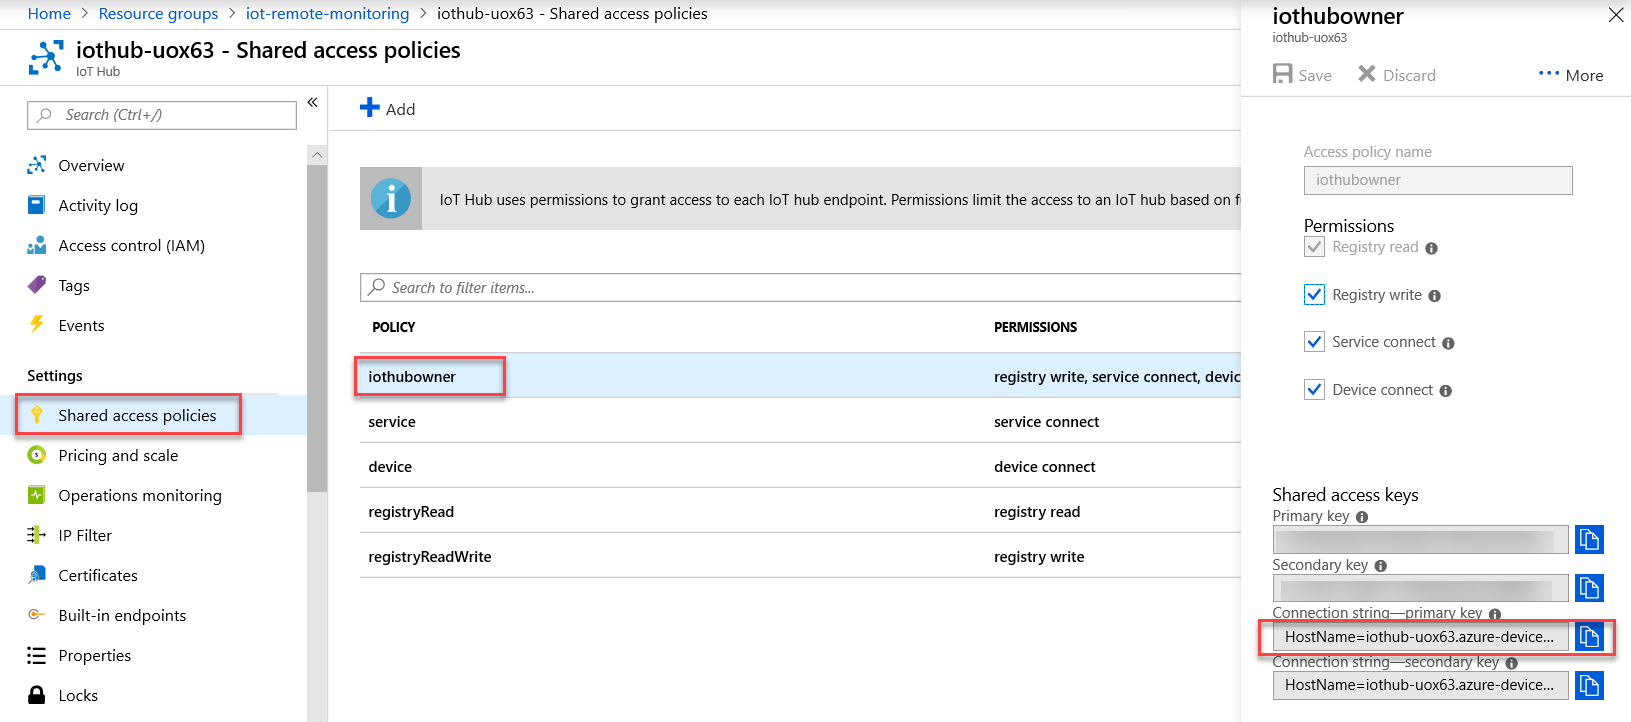 Home > Resource groups > iot-remote-monitoring > iothub-uox63 - Shared access policies
iothub-uox63 - Shared access policies
IoT Hub
Search (Ctrl+/)
«
Overview
Activity log
Access control (IAM)
Tags
Events
Settings
Shared access policies
Pricing and scale
Operations monitoring
IP Filter
Certificates
Built-in endpoints
Properties
Locks
Add
IoT Hub uses permissions to grant access to each IoT hub endpoint. Permissions limit the access to an IoT hub based on f
Search to filter items...
POLICY PERMISSIONS
iothubowner registry write, service connect, devic
service service connect
device device connect
registryRead registry read
registryReadWrite registry write
iothubowner
iothub-uox63
Save Discard ... More
Access policy name
iothubowner
Permissions
Registry read
Registry write
Service connect
Device connect
Shared access keys
Primary key
Secondary key
Connection string—primary key
HostName=iothub-uox63.azure-device...
Connection string—secondary key
HostName=iothub-uox63.azure-device...